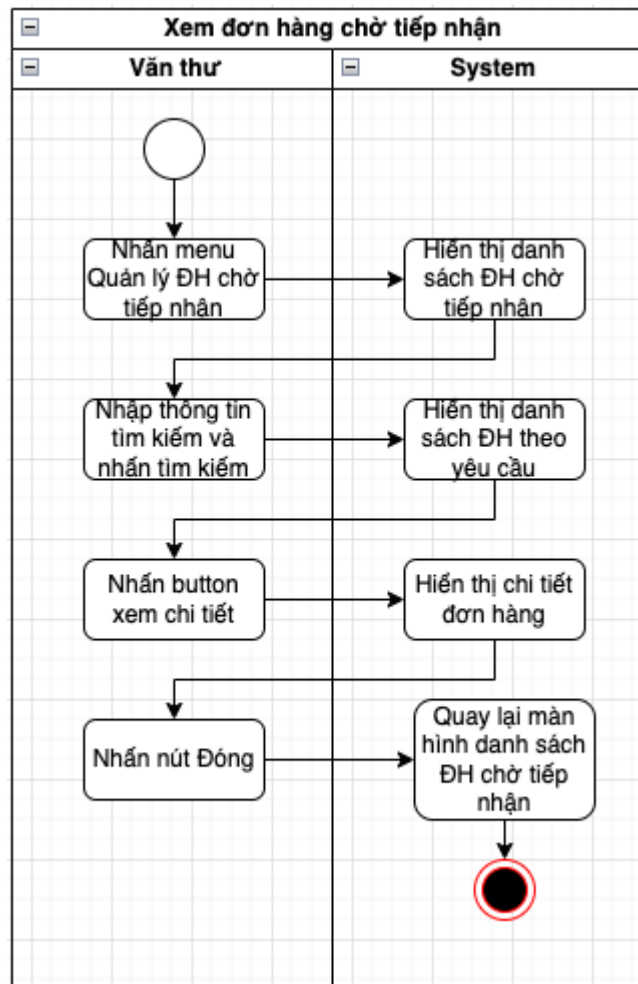 Xem đơn hàng chờ tiếp nhận
Văn thư
System
Nhấn menu
Quản lý ĐH chờ
tiếp nhận
Hiển thị danh
sách ĐH chờ
tiếp nhận
Nhập thông tin
tìm kiếm và
nhấn tìm kiếm
Hiển thị danh
sách ĐH theo
yêu cầu
Nhấn button
xem chi tiết
Hiển thị chi tiết
đơn hàng
Nhấn nút Đóng
Quay lại màn
hình danh sách
ĐH chờ tiếp
nhận